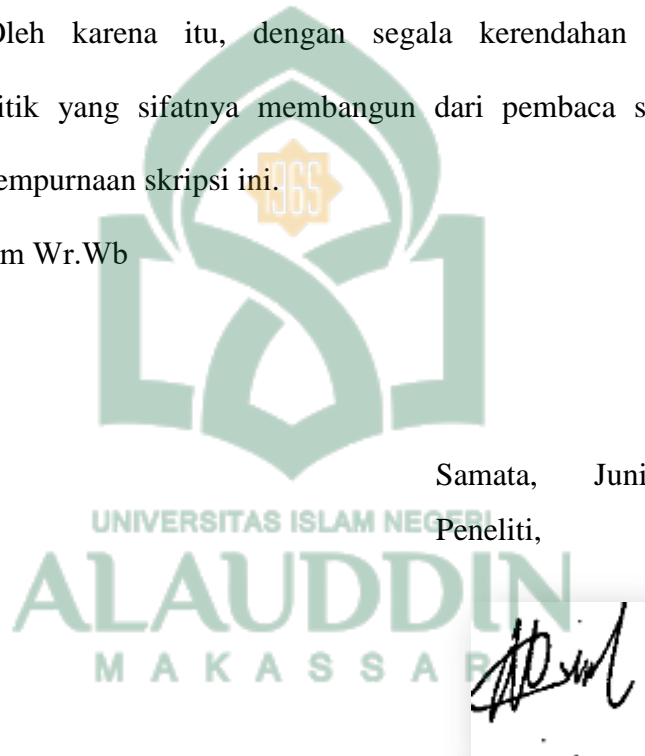 Oleh karena itu, dengan segala kerendahan
itik yang sifatnya membangun dari pembaca s
empurnaan skripsi ini.
1965
m Wr.Wb
Samata, Juni
UNIVERSITAS ISLAM NEGERI
Peneliti,
ALAUDDIN
MAKASSAR